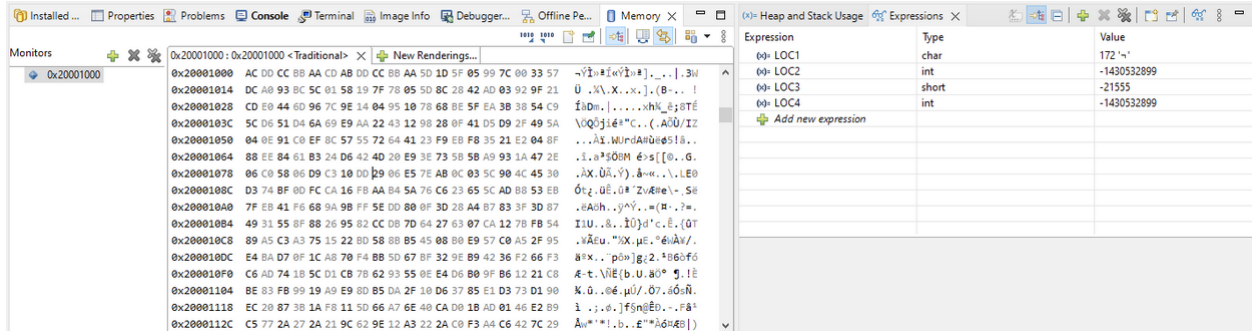 Installed ...
Properties
Problems
Console
Terminal
Image Info
Debugger...
Offline Pe...
Memory
Monitors
0x20001000
0x20001000 : 0x20001000 <Traditional>
New Renderings...
0x20001000 AC DD CC BB AA CD AB DD CC BB AA 5D 1D 5F 05 99 7C 00 33 57
0x20001014 DC A0 93 BC 5C 01 58 19 7F 78 05 5D 8C 28 42 AD 03 92 9F 21
0x20001028 CD E0 44 6D 96 7C 9E 14 04 95 10 78 68 BE 5F EA 3B 38 54 C9
0x2000103C 5C D6 51 D4 6A 69 E9 AA 22 43 12 98 28 0F 41 D5 D9 2F 49 5A
0x20001050 04 0E 91 C0 EF 8C 57 55 72 64 41 23 F9 EB F8 35 21 E2 04 8F
0x20001064 88 EE 84 61 B3 24 D6 42 4D 20 E9 3E 73 5B 5B A9 93 1A 47 2E
0x20001078 06 C0 58 06 D9 C3 10 DD 29 06 E5 7E AB 0C 03 5C 90 4C 45 30
0x2000108C D3 74 BF 0D FC CA 16 FB AA B4 5A 76 C6 23 65 5C AD B8 53 EB
0x200010A0 7F EB 41 F6 68 9A 9B FF 5E DD 80 0F 3D 28 A4 B7 83 3F 3D 87
0x200010B4 49 31 55 8F 88 26 95 82 CC DB 7D 64 27 63 07 CA 12 7B FB 54
0x200010C8 89 A5 C3 A3 75 15 22 BD 58 8B B5 45 08 B0 E9 57 C0 A5 2F 95
0x200010DC E4 BA D7 0F 1C A8 70 F4 BB 5D 67 BF 32 9E B9 42 36 F2 66 F3
0x200010F0 C6 AD 74 1B 5C D1 CB 7B 62 93 55 0E E4 D6 B0 9F B6 12 21 C8
0x20001104 BE 83 FB 99 19 A9 E9 8D B5 DA 2F 10 D6 37 85 E1 D3 73 D1 90
0x20001118 EC 20 87 3B 1A F8 11 5D 66 A7 6E 40 CA D0 1B AD 01 46 E2 B9
0x2000112C C5 77 2A 27 2A 21 9C 62 9E 12 A3 22 2A C0 F3 A4 C6 42 7C 29
(x)= Heap and Stack Usage
Expressions
Expression Type Value
(x)= LOC1 char 172 '¬'
(x)= LOC2 int -1430532899
(x)= LOC3 short -21555
(x)= LOC4 int -1430532899
Add new expression